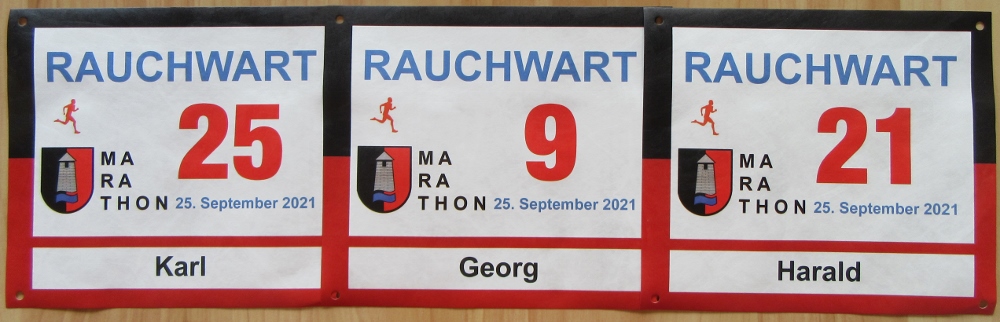 RAUCHWART
25
MA
RA
THON 25. September 2021
Karl
RAUCHWART
9
MA
RA
THON 25. September 2021
Georg
RAUCHWART
21
MA
RA
THON 25. September 2021
Harald